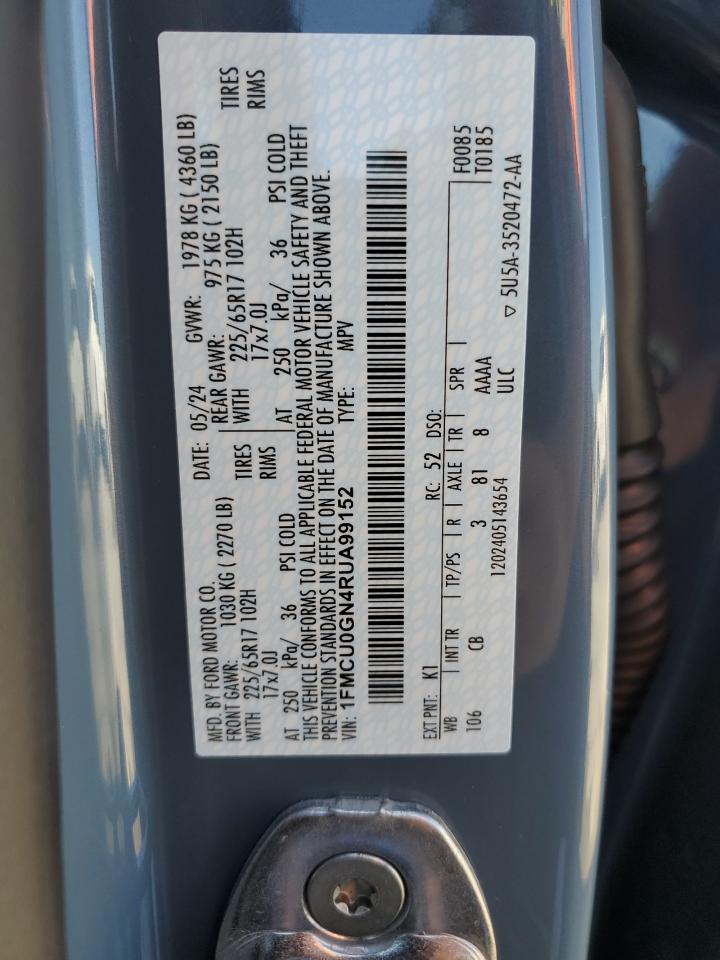 MFD. BY FORD MOTOR CO. DATE: 05/24 GVWR: 1978 KG ( 4360 LB)
FRONT GAWR: 1030 KG ( 2270 LB) REAR GAWR: 975 KG ( 2150 LB)
WITH 225/65R17 102H TIRES WITH 225/65R17 102H TIRES
17x7.0J RIMS 17x7.0J RIMS
AT 250 kPa/ 36 PSI COLD AT 250 kPa/ 36 PSI COLD
THIS VEHICLE CONFORMS TO ALL APPLICABLE FEDERAL MOTOR VEHICLE SAFETY AND THEFT
PREVENTION STANDARDS IN EFFECT ON THE DATE OF MANUFACTURE SHOWN ABOVE.
VIN: 1FMCU0GN4RUA99152 TYPE: MPV
EXT PNT: K1 RC: 52 DSO: F0085
WB INT TR TP/PS R AXLE TR SPR T0185
106 CB 3 81 8 AAAA
1202405143654 ULC ▽ 5U5A-3520472-AA